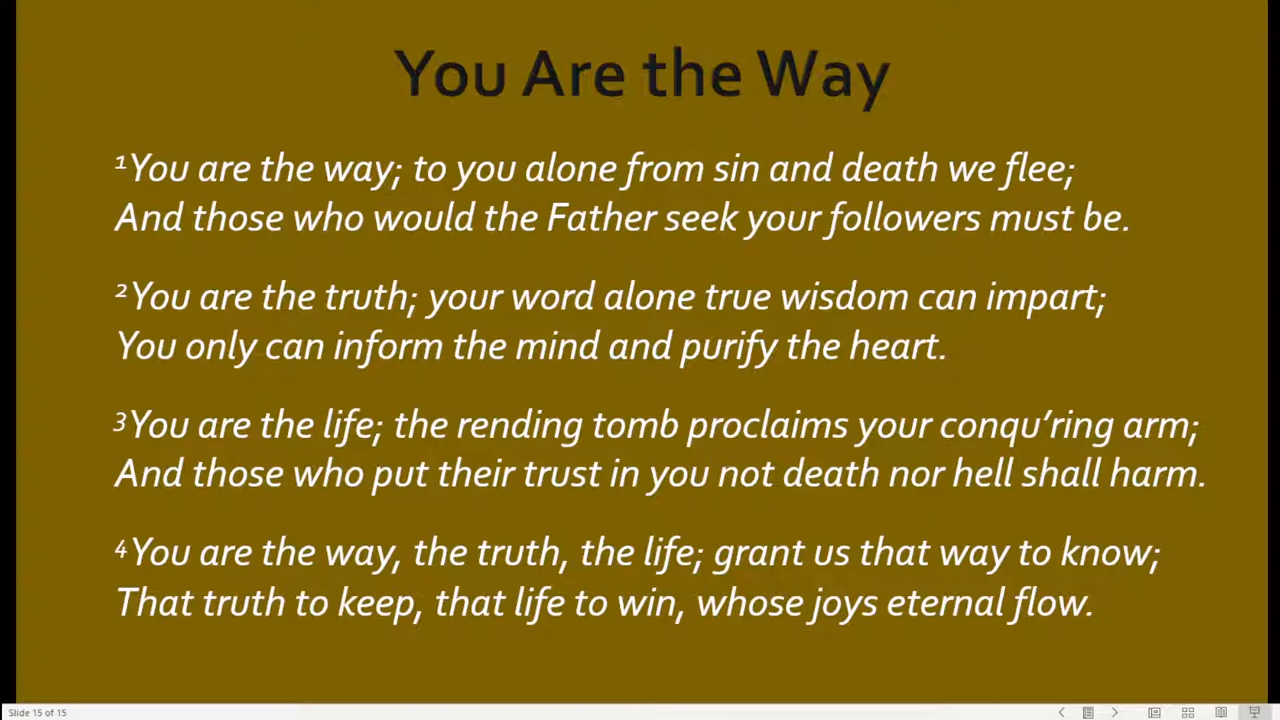 You Are the Way
¹You are the way; to you alone from sin and death we flee;
And those who would the Father seek your followers must be.
²You are the truth; your word alone true wisdom can impart;
You only can inform the mind and purify the heart.
³You are the life; the rending tomb proclaims your conqu’ring arm;
And those who put their trust in you not death nor hell shall harm.
⁴You are the way, the truth, the life; grant us that way to know;
That truth to keep, that life to win, whose joys eternal flow.
Slide 15 of 15